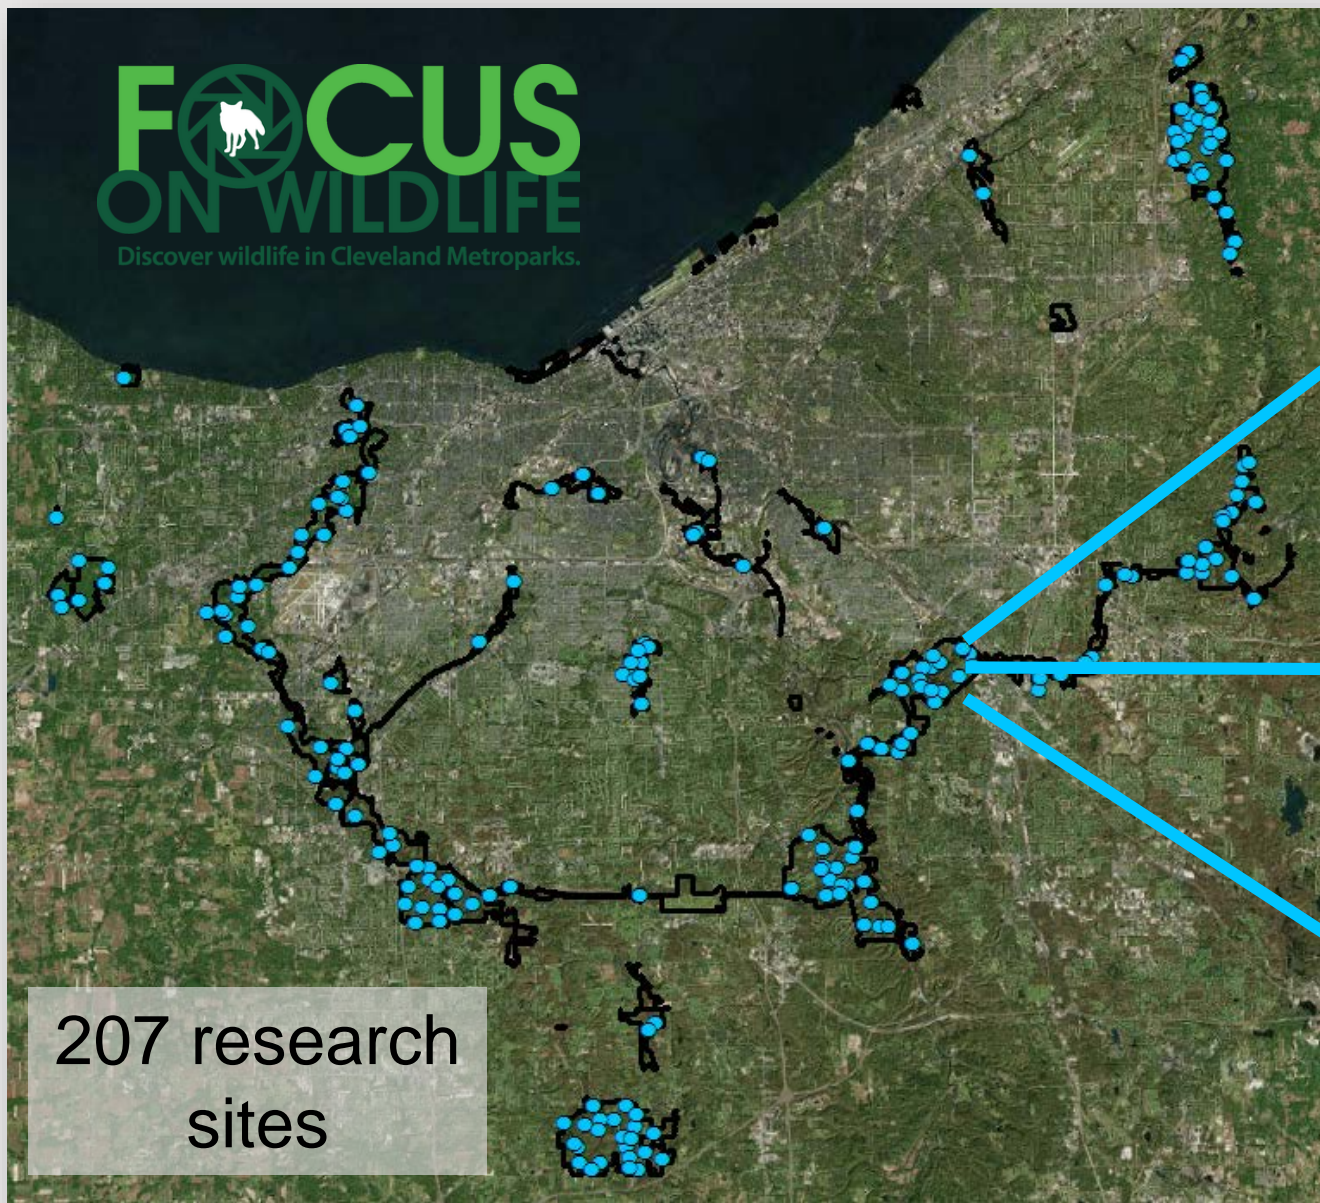 FOCUS
ON WILDLIFE
Discover wildlife in Cleveland Metroparks.
207 research
sites